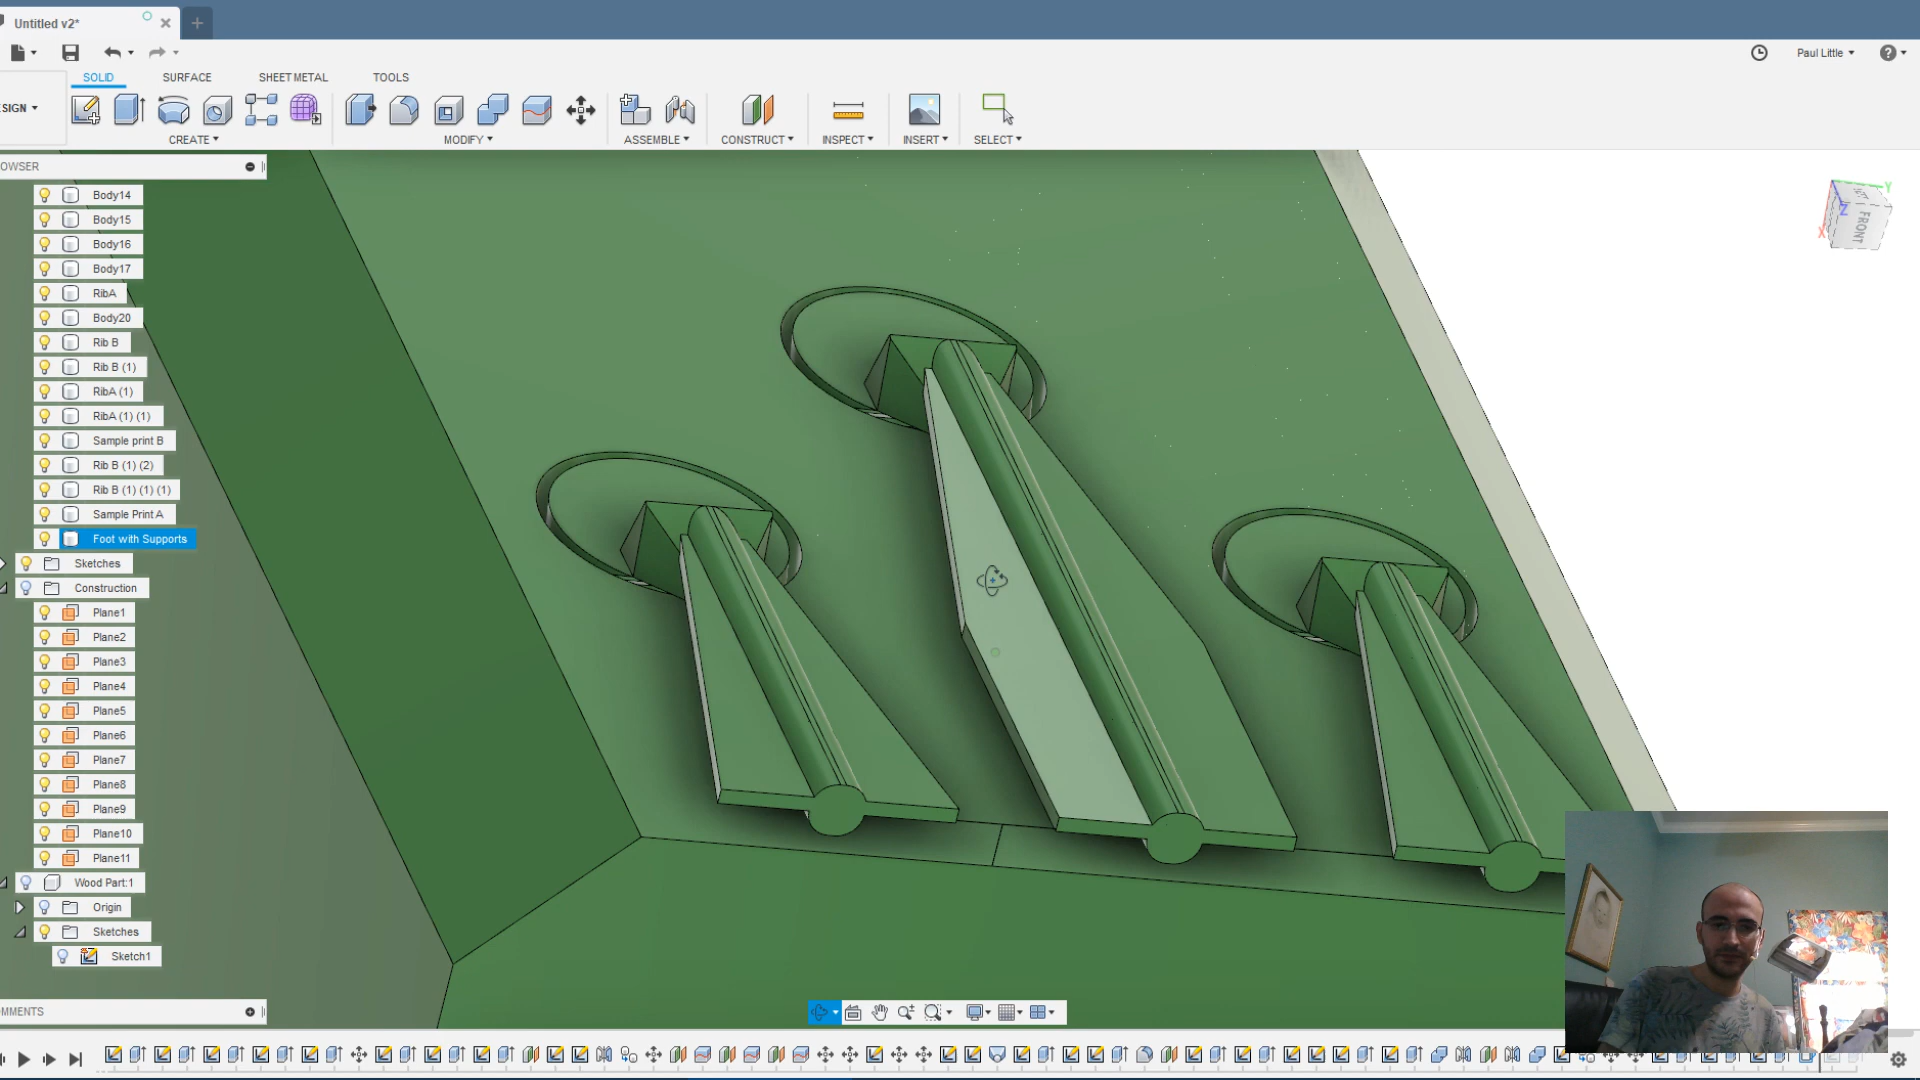 Untitled v2*
Paul Little
SOLID SURFACE SHEET METAL TOOLS
SIGN
CREATE MODIFY ASSEMBLE CONSTRUCT INSPECT INSERT SELECT
OWSER
Body14
Body15
Body16
Body17
RibA
Body20
Rib B
Rib B (1)
RibA (1)
RibA (1) (1)
Sample print B
Rib B (1) (2)
Rib B (1) (1) (1)
Sample Print A
Foot with Supports
Sketches
Construction
Plane1
Plane2
Plane3
Plane4
Plane5
Plane6
Plane7
Plane8
Plane9
Plane10
Plane11
Wood Part:1
Origin
Sketches
Sketch1
MMENTS
Y
Z
X
FRONT